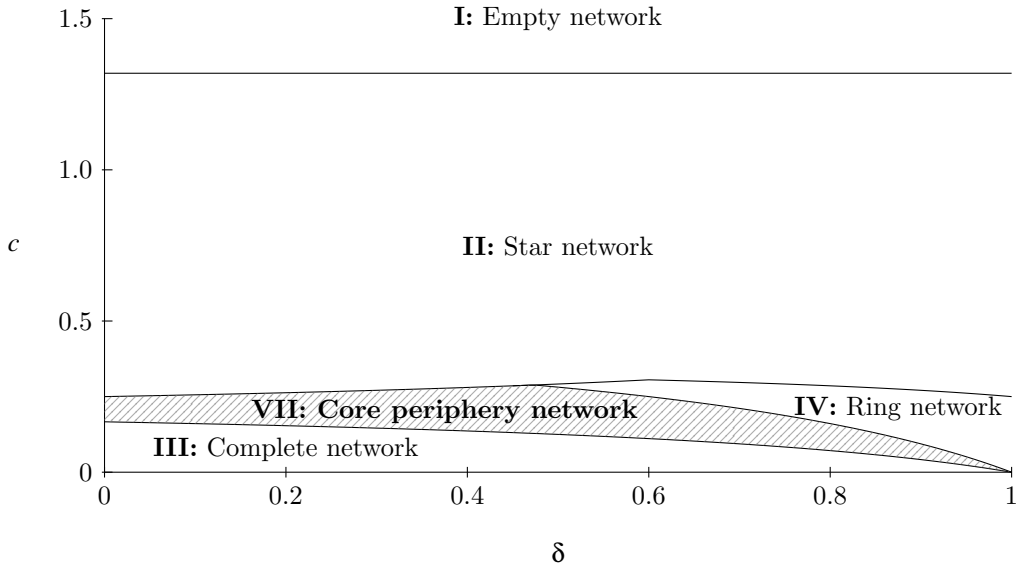 I: Empty network
1.5
1.0
c
II: Star network
0.5
VII: Core periphery network
IV: Ring network
III: Complete network
0
0 0.2 0.4 0.6 0.8 1
δ